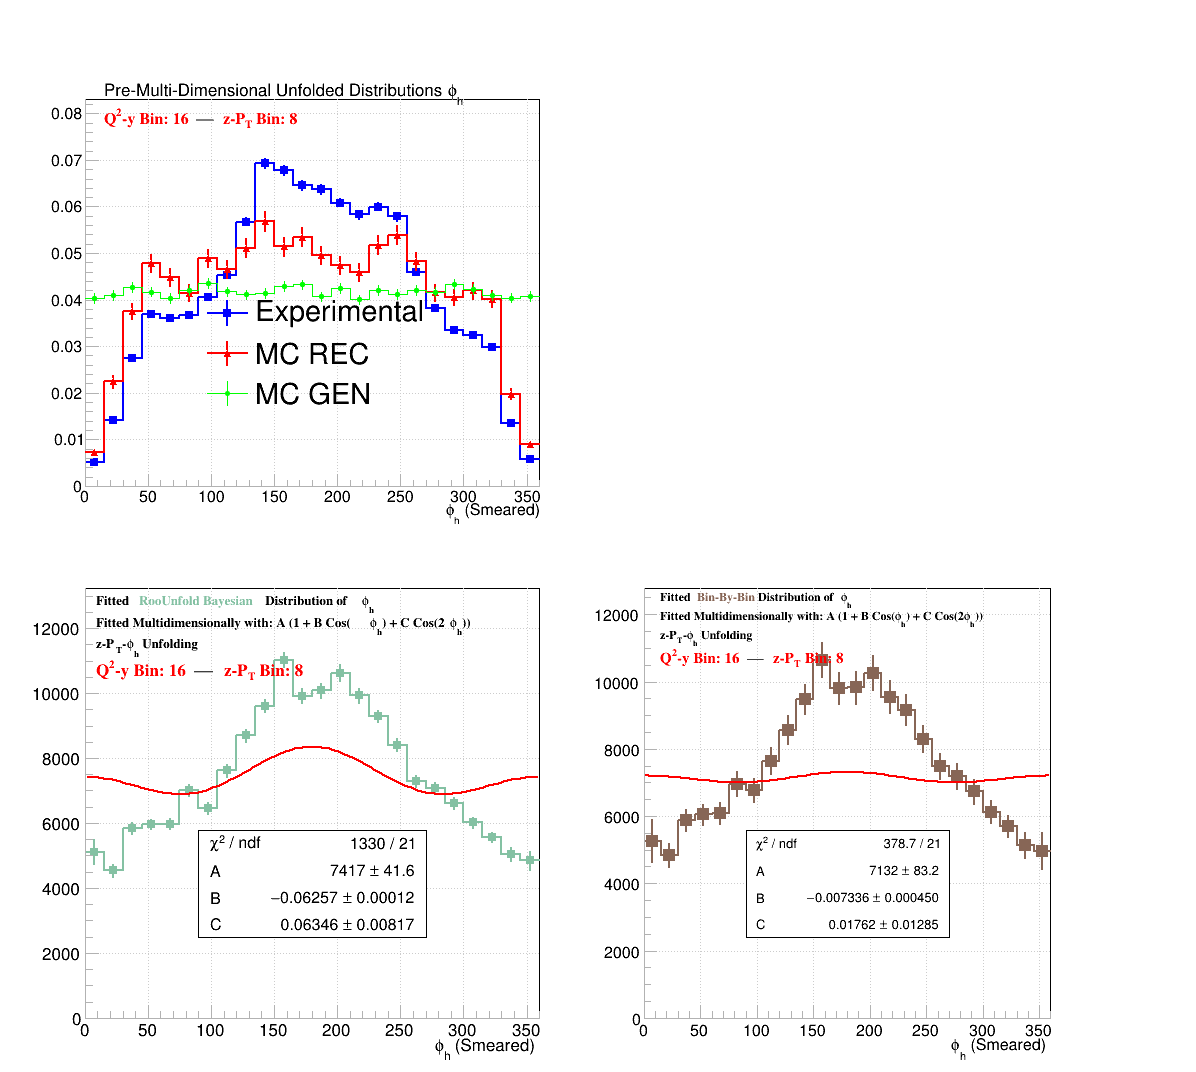 Pre-Multi-Dimensional Unfolded Distributions ϕh
Q²-y Bin: 16 — z-PT Bin: 8
0.08
0.07
0.06
0.05
0.04
0.03
0.02
0.01
0
Experimental
MC REC
MC GEN
0 50 100 150 200 250 300 350
ϕh (Smeared)
Fitted RooUnfold Bayesian Distribution of ϕh
Fitted Multidimensionally with: A (1 + B Cos( ϕh) + C Cos(2 ϕh))
z-PT-ϕh Unfolding
Q²-y Bin: 16 — z-PT Bin: 8
12000
10000
8000
6000
4000
2000
0
χ² / ndf 1330 / 21
A 7417 ± 41.6
B −0.06257 ± 0.00012
C 0.06346 ± 0.00817
0 50 100 150 200 250 300 350
ϕh (Smeared)
Fitted Bin-By-Bin Distribution of ϕh
Fitted Multidimensionally with: A (1 + B Cos(ϕh) + C Cos(2ϕh))
z-PT-ϕh Unfolding
Q²-y Bin: 16 — z-PT Bin: 8
12000
10000
8000
6000
4000
2000
0
χ² / ndf 378.7 / 21
A 7132 ± 83.2
B −0.007336 ± 0.000450
C 0.01762 ± 0.01285
0 50 100 150 200 250 300 350
ϕh (Smeared)